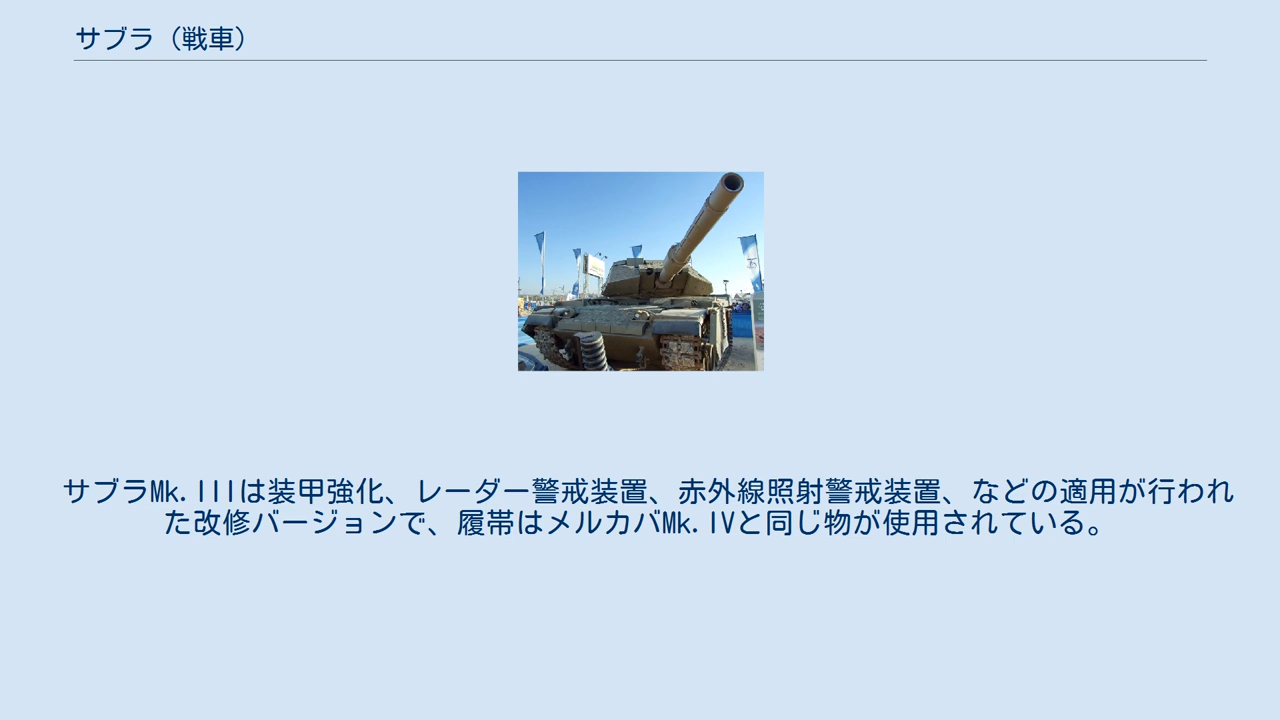 サブラ（戦車）
サブラMk.IIIは装甲強化、レーダー警戒装置、赤外線照射警戒装置、などの適用が行われ
た改修バージョンで、履帯はメルカバMk.IVと同じ物が使用されている。